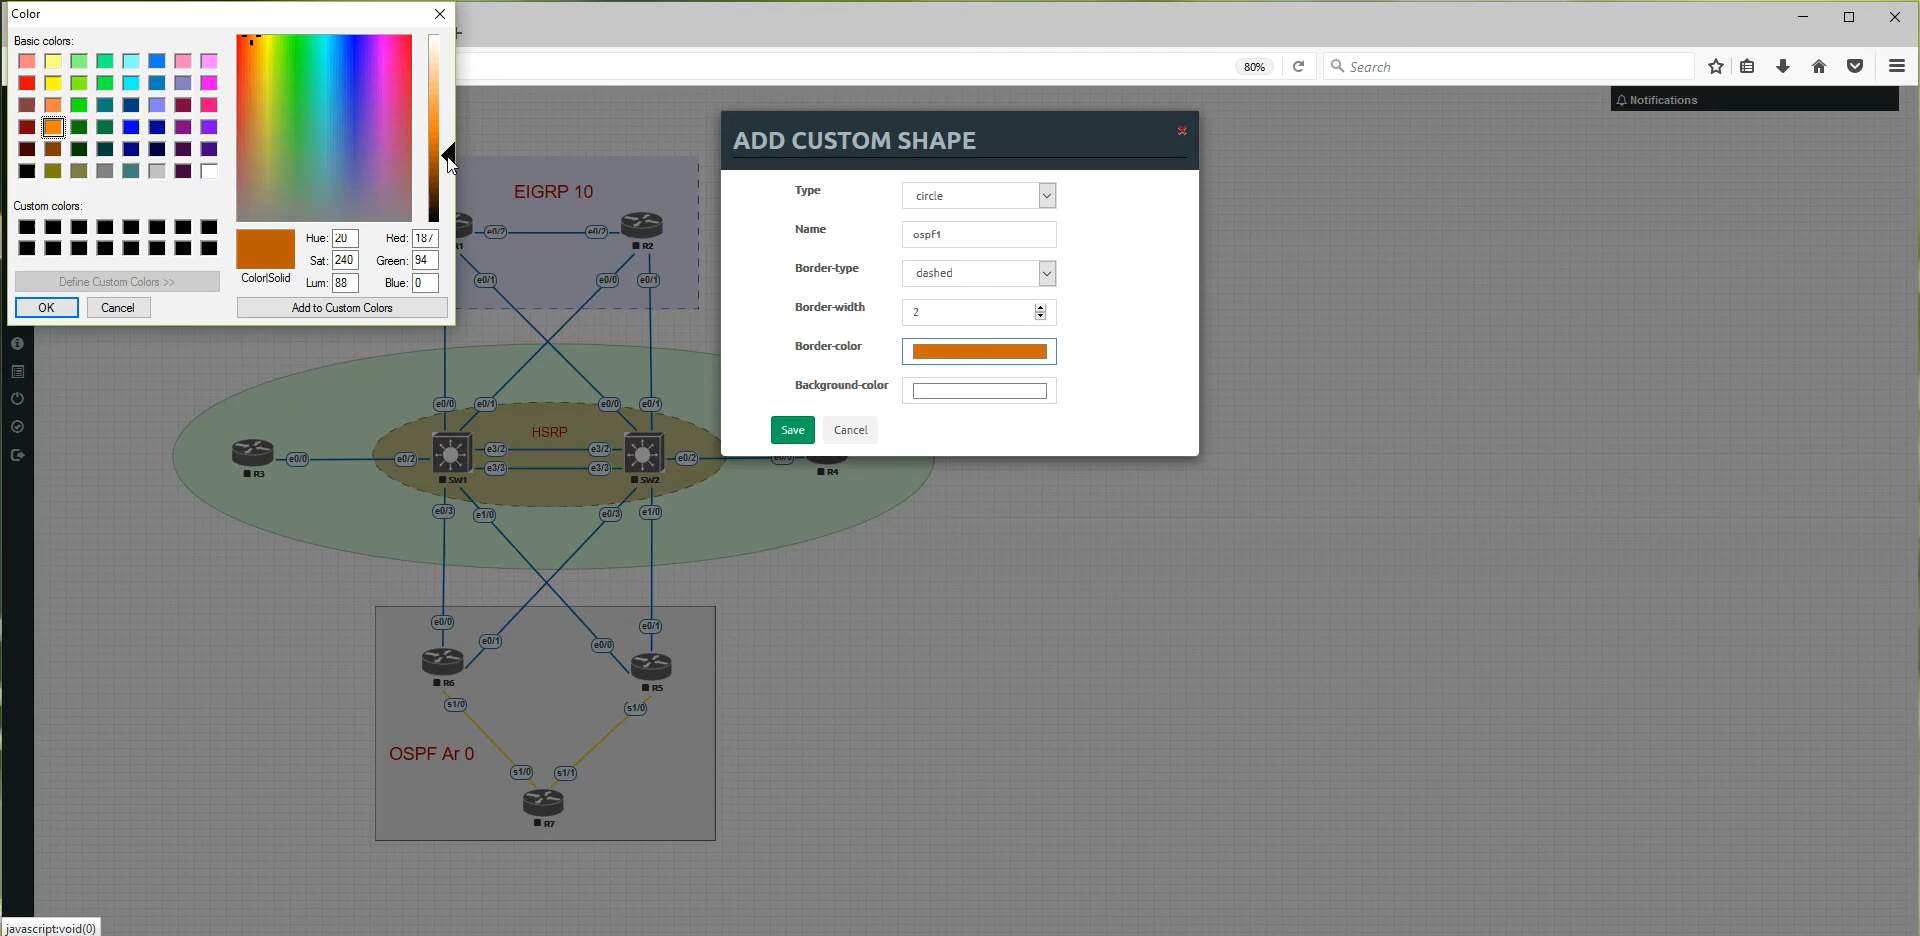 Color
Basic colors:
Custom colors:
Define Custom Colors >>
OK
Cancel
Color|Solid
Hue: 20
Sat: 240
Lum: 88
Red: 187
Green: 94
Blue: 0
Add to Custom Colors
80%
Search
Notifications
ADD CUSTOM SHAPE
Type
circle
Name
ospf1
Border-type
dashed
Border-width
2
Border-color
Background-color
Save
Cancel
EIGRP 10
R1
e0/2
e0/2
R2
e0/1
e0/0
e0/1
e0/0
e0/1
e0/0
e0/1
HSRP
R3
e0/0
e0/2
e3/2
e3/2
e3/3
e3/3
e0/2
e0/0
SW1
SW2
R4
e0/3
e1/0
e0/3
e1/0
e0/0
e0/1
e0/0
e0/1
R6
R5
s1/0
s1/0
OSPF Ar 0
s1/0
s1/1
R7
javascript:void(0)